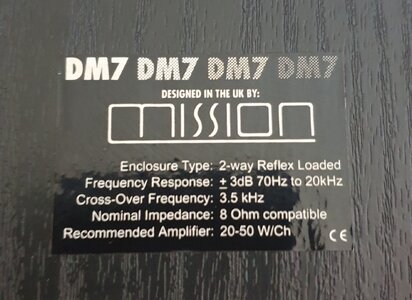 DM7 DM7 DM7 DM7
DESIGNED IN THE UK BY:
mission
Enclosure Type: 2-way Reflex Loaded
Frequency Response: ± 3dB 70Hz to 20kHz
Cross-Over Frequency: 3.5 kHz
Nominal Impedance: 8 Ohm compatible
Recommended Amplifier: 20-50 W/Ch
CE